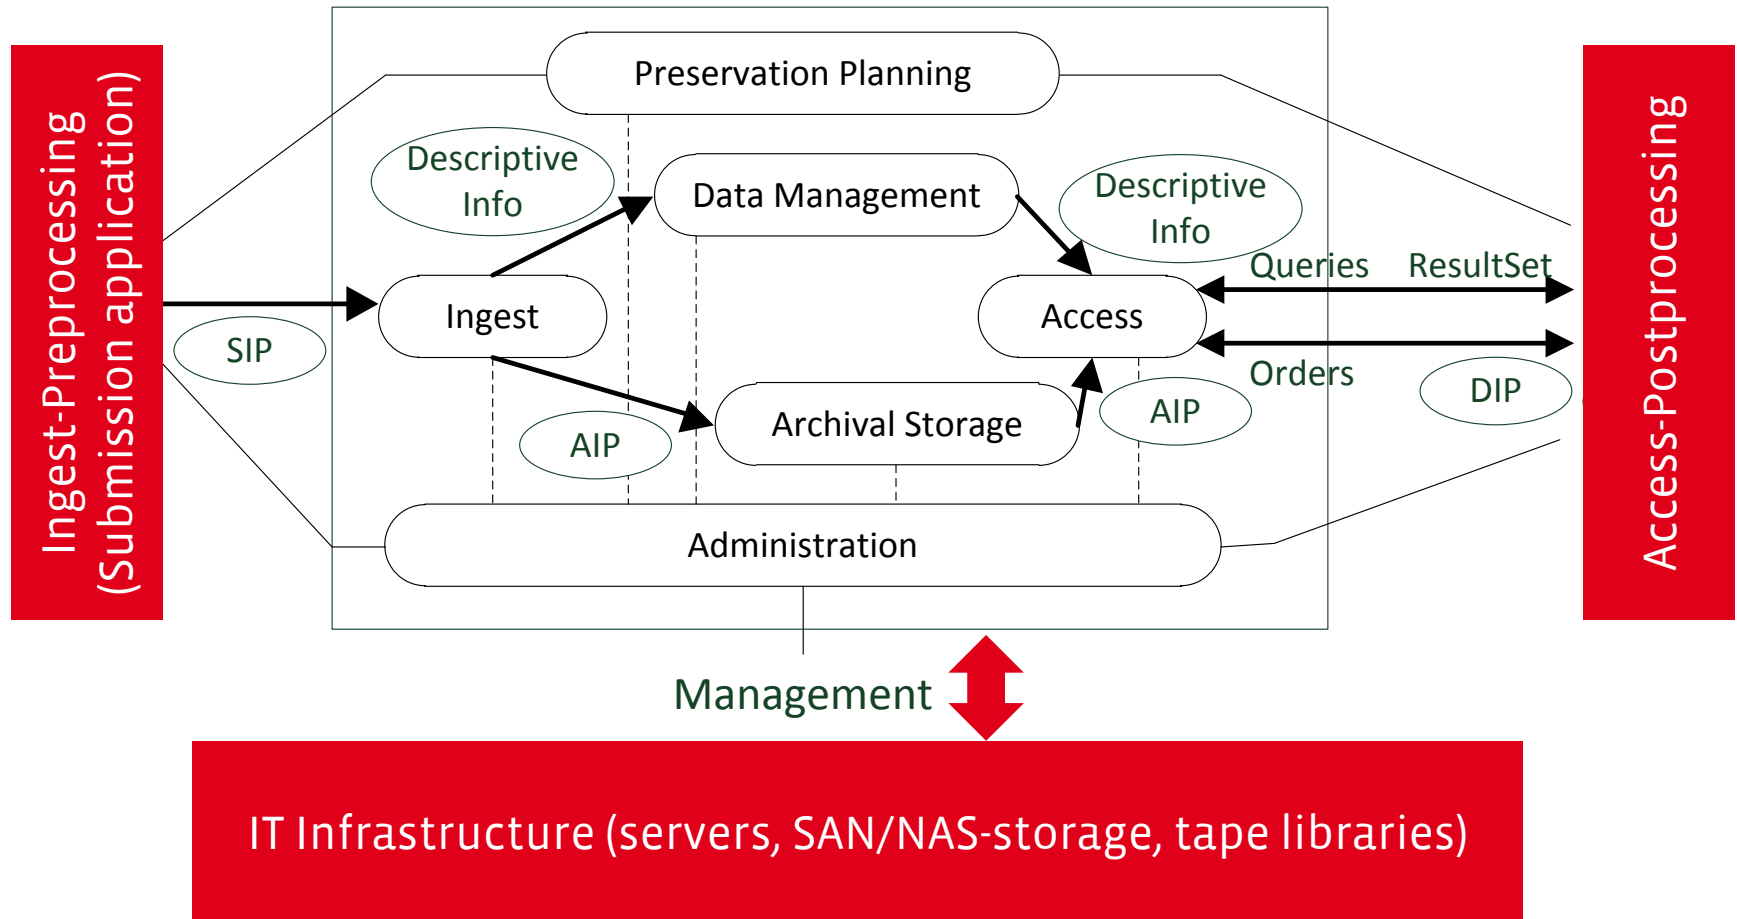 Ingest-Preprocessing
(Submission application)
Preservation Planning
Descriptive
Info
Data Management
Descriptive
Info
Queries
ResultSet
Ingest
Access
SIP
Orders
DIP
AIP
Archival Storage
AIP
Administration
Management
Access-Postprocessing
IT Infrastructure (servers, SAN/NAS-storage, tape libraries)